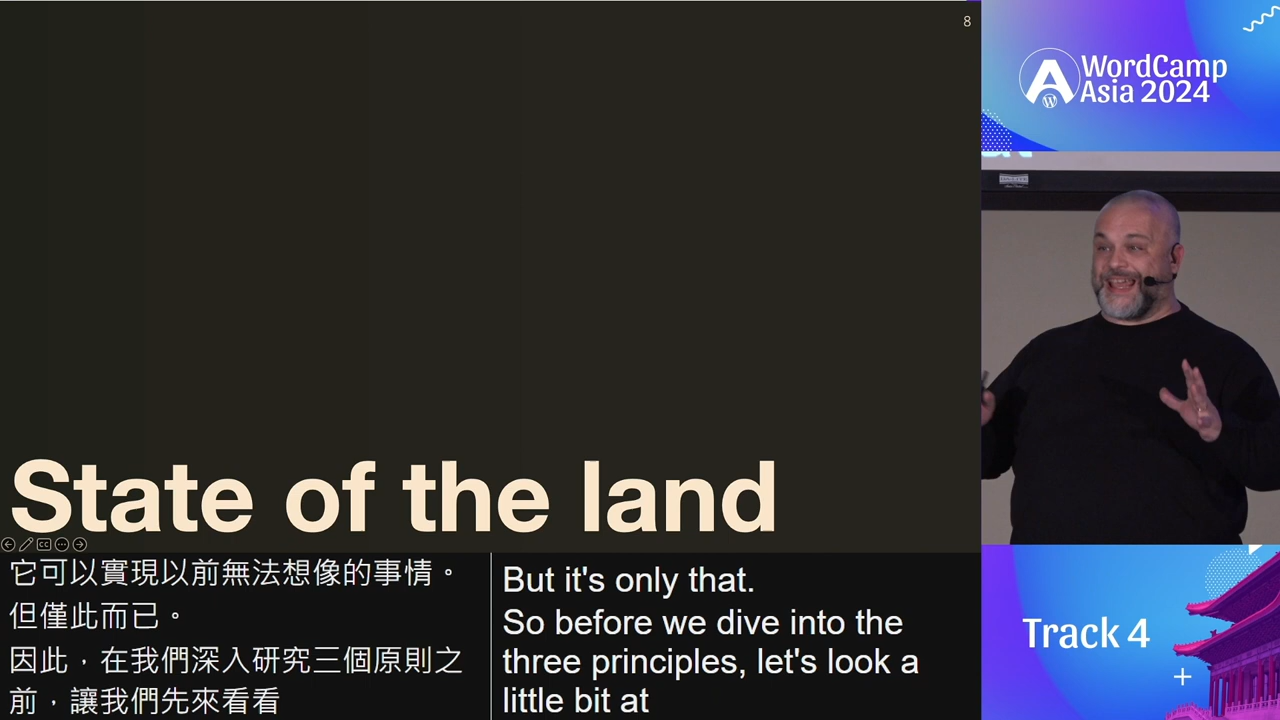 8
State of the land
它可以實現以前無法想像的事情。
但僅此而已。
因此，在我們深入研究三個原則之
前，讓我們先來看看
But it's only that.
So before we dive into the
three principles, let's look a
little bit at
WordCamp
Asia 2024
Track 4